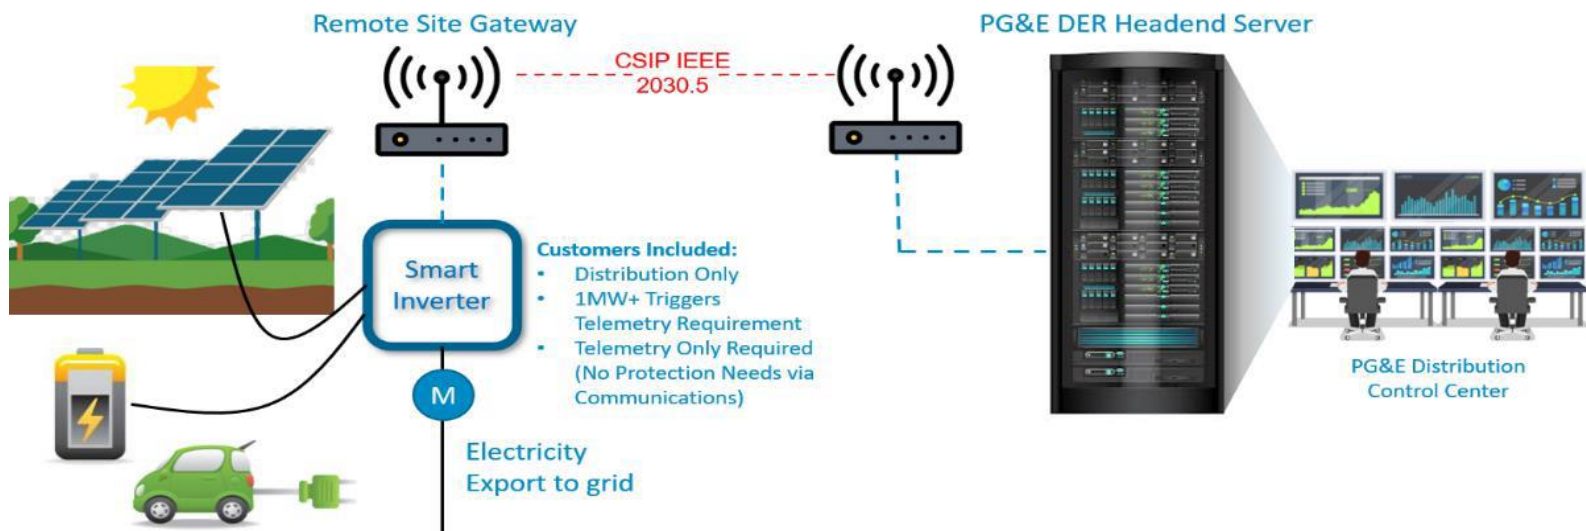 Remote Site Gateway
PG&E DER Headend Server
CSIP IEEE
2030.5
Smart
Inverter
Customers Included:
• Distribution Only
• 1MW+ Triggers
Telemetry Requirement
• Telemetry Only Required
(No Protection Needs via
Communications)
M
Electricity
Export to grid
PG&E Distribution
Control Center